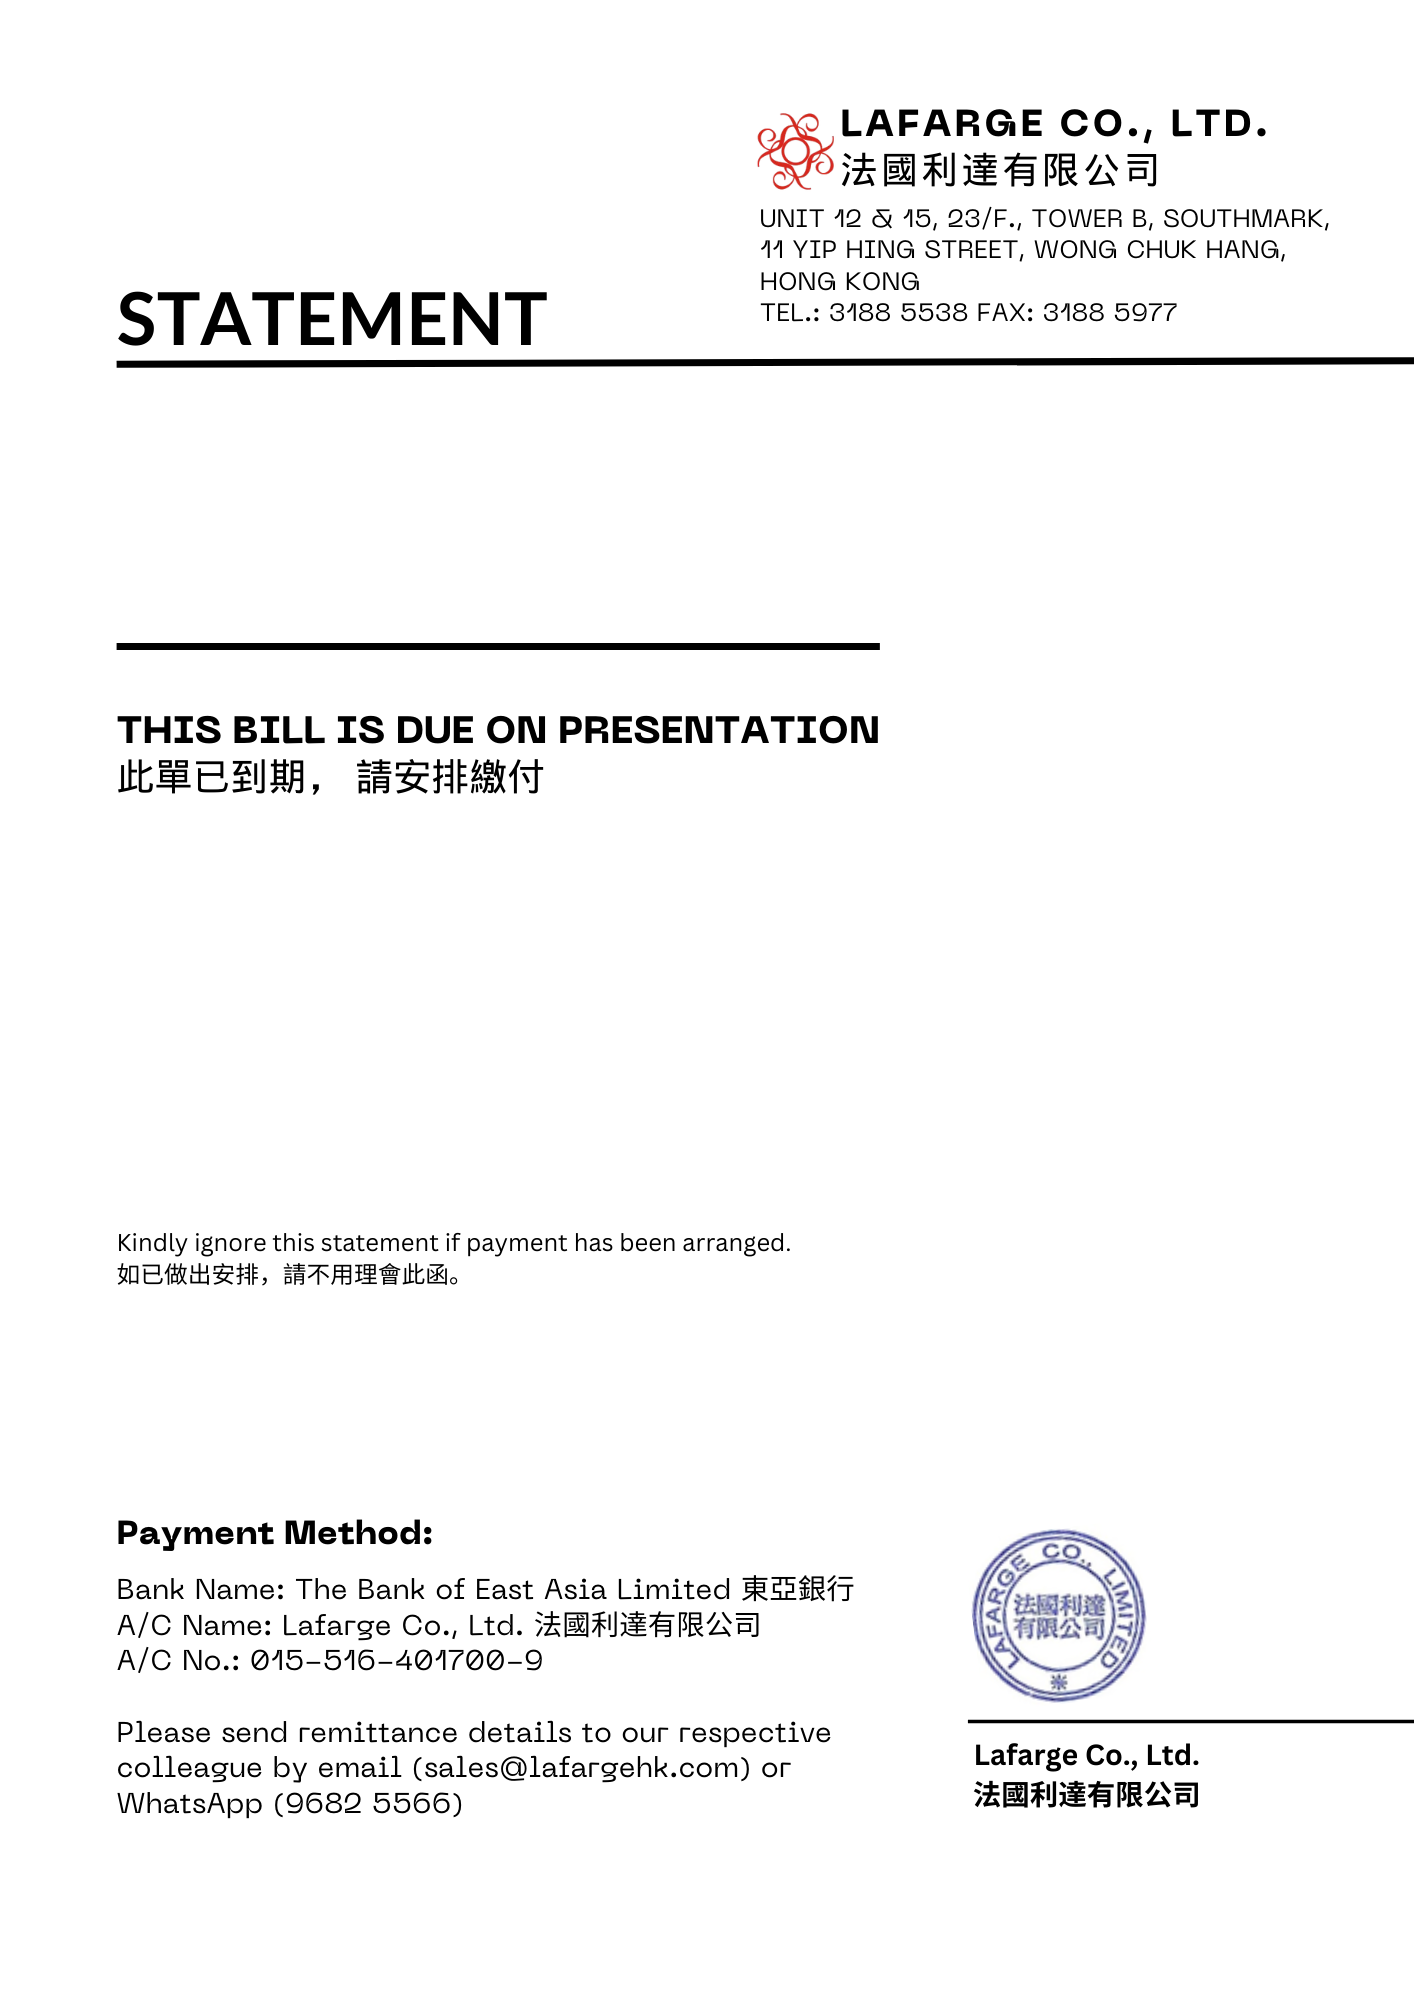 LAFARGE CO., LTD.
法國利達有限公司
UNIT 12 & 15, 23/F., TOWER B, SOUTHMARK,
11 YIP HING STREET, WONG CHUK HANG,
HONG KONG
TEL.: 3188 5538 FAX: 3188 5977
STATEMENT
THIS BILL IS DUE ON PRESENTATION
此單已到期， 請安排繳付
Kindly ignore this statement if payment has been arranged.
如已做出安排，請不用理會此函。
Payment Method:
Bank Name: The Bank of East Asia Limited 東亞銀行
A/C Name: Lafarge Co., Ltd. 法國利達有限公司
A/C No.: 015-516-401700-9
Please send remittance details to our respective
colleague by email (sales@lafargehk.com) or
WhatsApp (9682 5566)
LAFARGE CO., LIMITED
法國利達
有限公司
Lafarge Co., Ltd.
法國利達有限公司